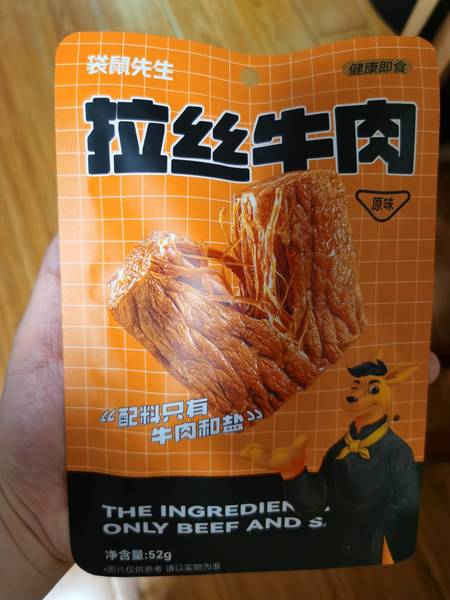 袋鼠先生
健康即食
拉丝牛肉
原味
"配料只有
牛肉和盐"
THE INGREDIEN
ONLY BEEF AND S
净含量:52g
•图片仅供参考 请以实物为准